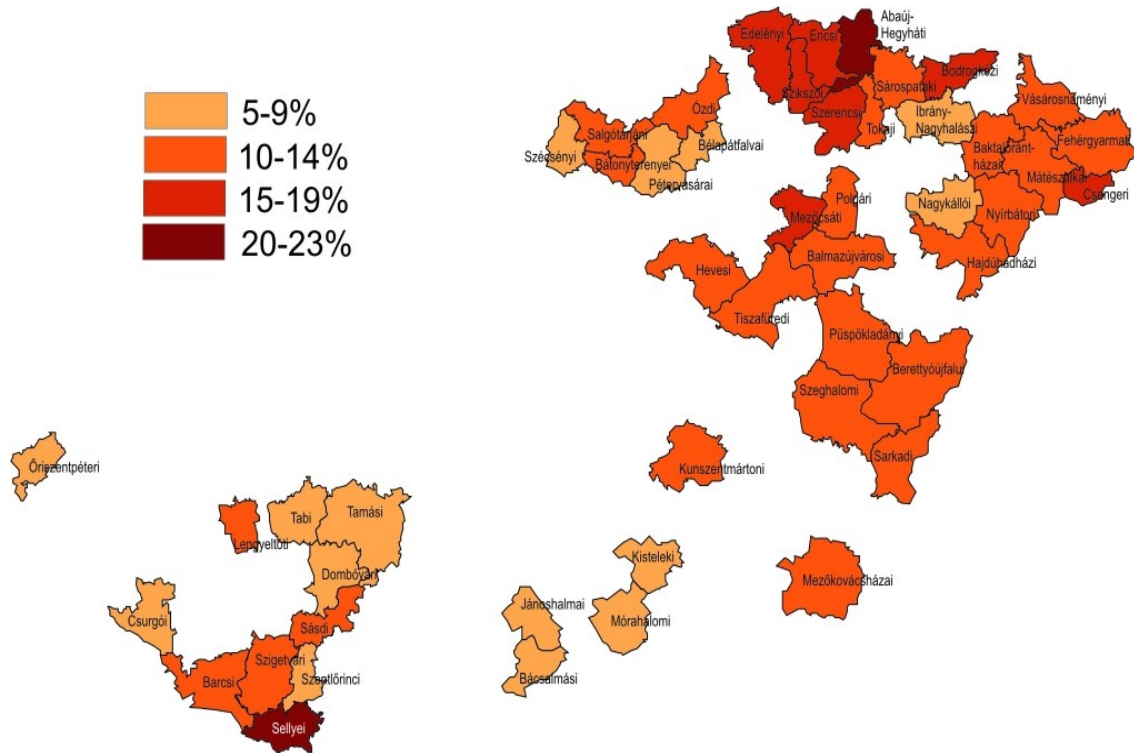 5-9%
10-14%
15-19%
20-23%
Abaúj-
Hegyháti
Edelényi
Encsi
Szikszói
Szerencsi
Sárospataki
Bodrogközi
Tokaji
Ibrány-
Nagyhalászi
Vásárosnaményi
Fehérgyarmati
Baktalóránt-
házai
Mátészalkai
Csengeri
Nagykállói
Nyírbátori
Hajdúhadházi
Ózdi
Salgótarjáni
Szécsényi
Bátonyterenyei
Bélapátfalvai
Pétervásárai
Polgári
Mezőcsáti
Balmazújvárosi
Hevesi
Tiszafüredi
Püspökladányi
Berettyóújfalui
Szeghalomi
Sarkadi
Kunszentmártoni
Mezőkovácsházai
Kisteleki
Mórahalomi
Jánoshalmai
Bácsalmási
Őriszentpéteri
Lengyeltóti
Tabi
Tamási
Dombóvári
Csurgói
Sásdi
Szigetvári
Barcsi
Szentlőrinci
Sellyei